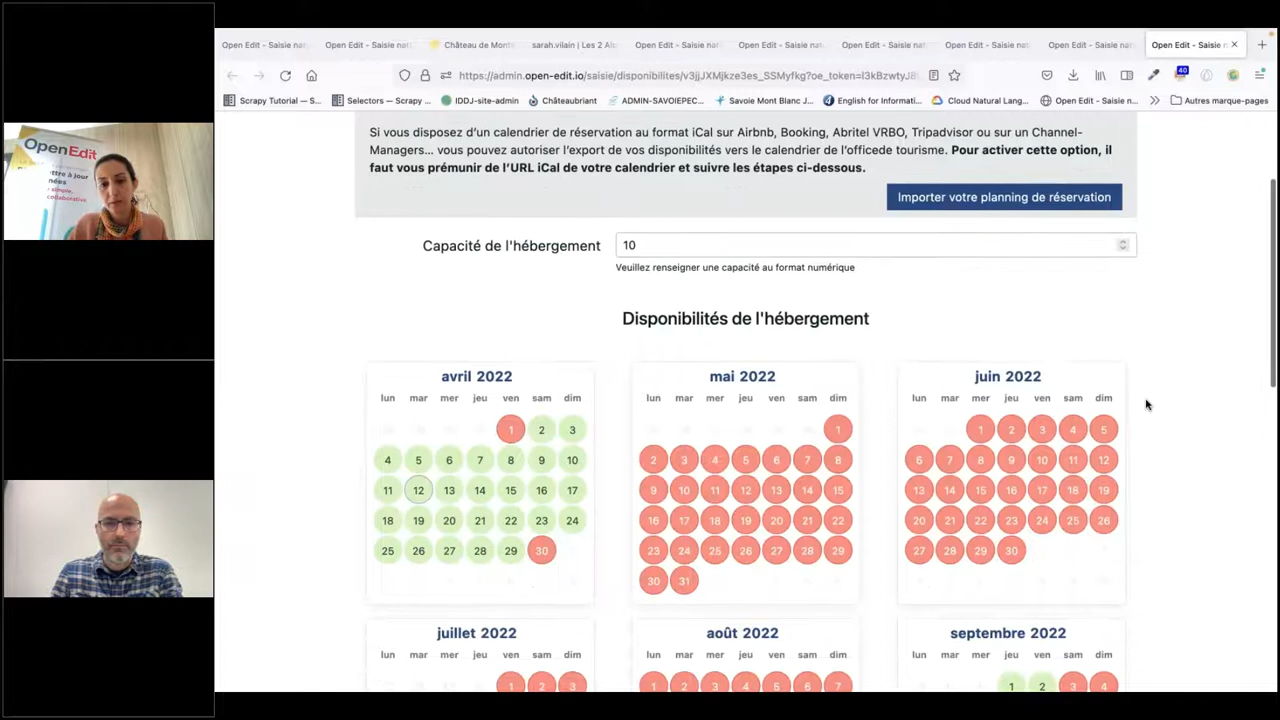 Open Edit - Saisie na
Open Edit - Saisie nat
Château de Mont
sarah.vilain | Les 2 Al
Open Edit - Saisie nat
Open Edit - Saisie nat
Open Edit - Saisie nat
Open Edit - Saisie nat
Open Edit - Saisie na
Open Edit - Saisie n
https://admin.open-edit.io/saisie/disponibilites/v3jjJXMjkze3es_SSMyfkg?oe_token=l3kBzwtyJ8
40
Scrapy Tutorial — S...
Selectors — Scrapy ...
IDDJ-site-admin
Châteaubriant
ADMIN-SAVOIEPEC...
Savoie Mont Blanc J...
English for Informati...
Cloud Natural Lang...
Open Edit - Saisie n...
Autres marque-pages
Si vous disposez d’un calendrier de réservation au format iCal sur Airbnb, Booking, Abritel VRBO, Tripadvisor ou sur un Channel-
Managers... vous pouvez autoriser l’export de vos disponibilités vers le calendrier de l’officede tourisme. Pour activer cette option, il
faut vous prémunir de l’URL iCal de votre calendrier et suivre les étapes ci-dessous.
Importer votre planning de réservation
Capacité de l'hébergement
10
Veuillez renseigner une capacité au format numérique
Disponibilités de l'hébergement
avril 2022
lun mar mer jeu ven sam dim
1 2 3
4 5 6 7 8 9 10
11 12 13 14 15 16 17
18 19 20 21 22 23 24
25 26 27 28 29 30
mai 2022
lun mar mer jeu ven sam dim
1
2 3 4 5 6 7 8
9 10 11 12 13 14 15
16 17 18 19 20 21 22
23 24 25 26 27 28 29
30 31
juin 2022
lun mar mer jeu ven sam dim
1 2 3 4 5
6 7 8 9 10 11 12
13 14 15 16 17 18 19
20 21 22 23 24 25 26
27 28 29 30
juillet 2022
lun mar mer jeu ven sam dim
1 2 3
août 2022
lun mar mer jeu ven sam dim
1 2 3 4 5 6 7
septembre 2022
lun mar mer jeu ven sam dim
1 2 3 4
OpenEdit
ttre à jour
nées
simple,
collaborative